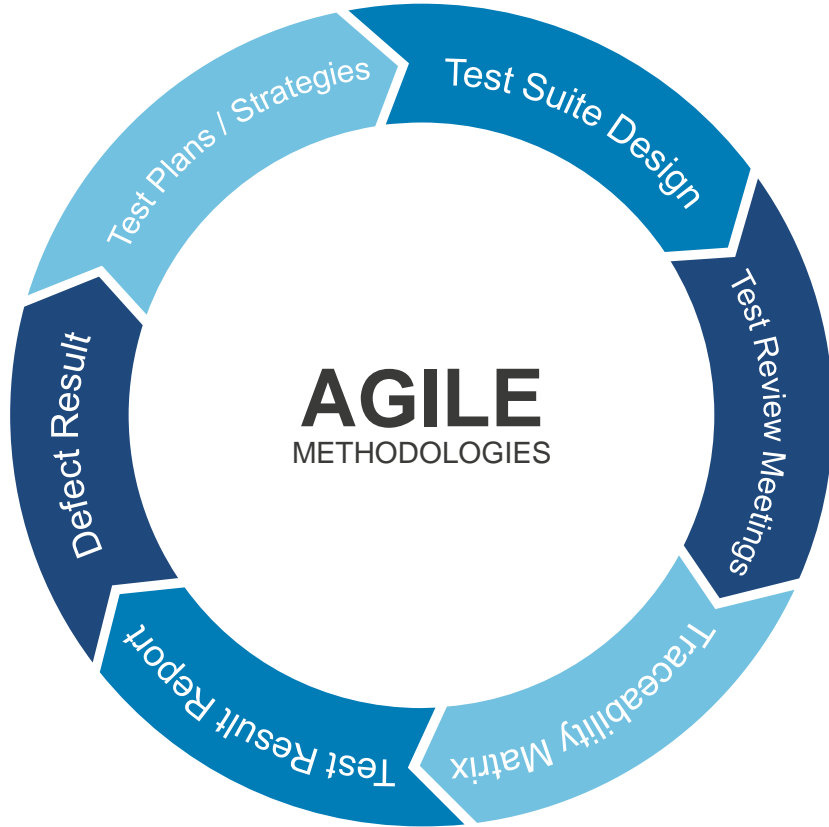 Test Plans / Strategies
Test Suite Design
Test Review Meetings
Traceability Matrix
Test Result Report
Defect Result
AGILE
METHODOLOGIES